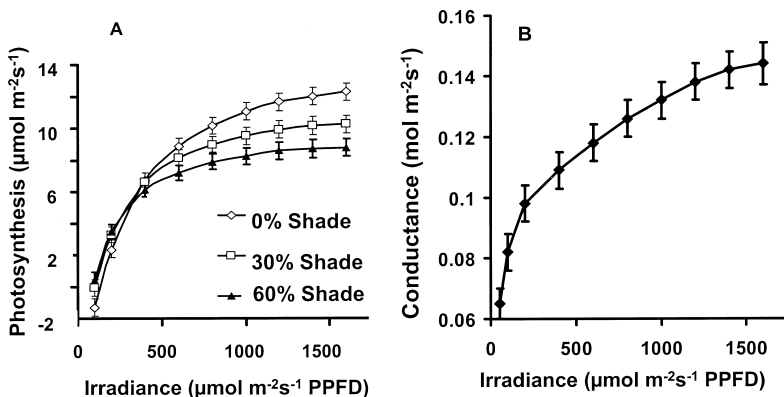 A
Photosynthesis (µmol m-2s-1)
14
10
6
2
-2
0% Shade
30% Shade
60% Shade
0
500
1000
1500
Irradiance (µmol m-2s-1 PPFD)
B
Conductance (mol m-2s-1)
0.16
0.14
0.12
0.1
0.08
0.06
0
500
1000
1500
Irradiance (µmol m-2s-1 PPFD)